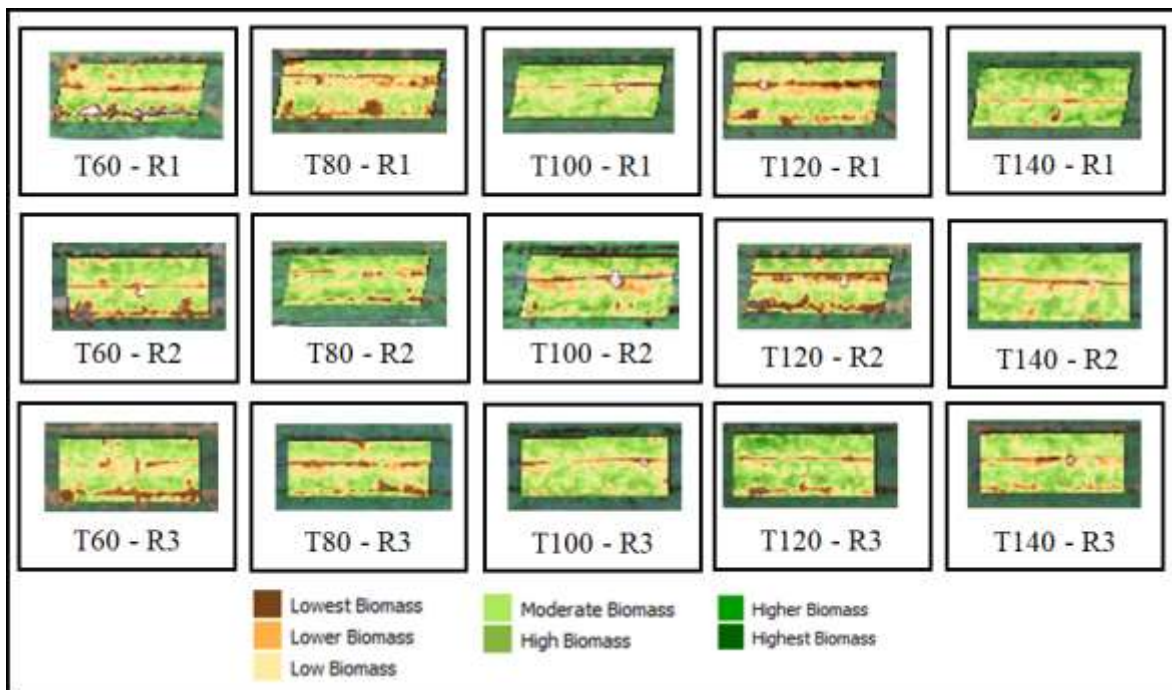 T60 - R1
T80 - R1
T100 - R1
T120 - R1
T140 - R1
T60 - R2
T80 - R2
T100 - R2
T120 - R2
T140 - R2
T60 - R3
T80 - R3
T100 - R3
T120 - R3
T140 - R3
Lowest Biomass
Lower Biomass
Low Biomass
Moderate Biomass
High Biomass
Higher Biomass
Highest Biomass